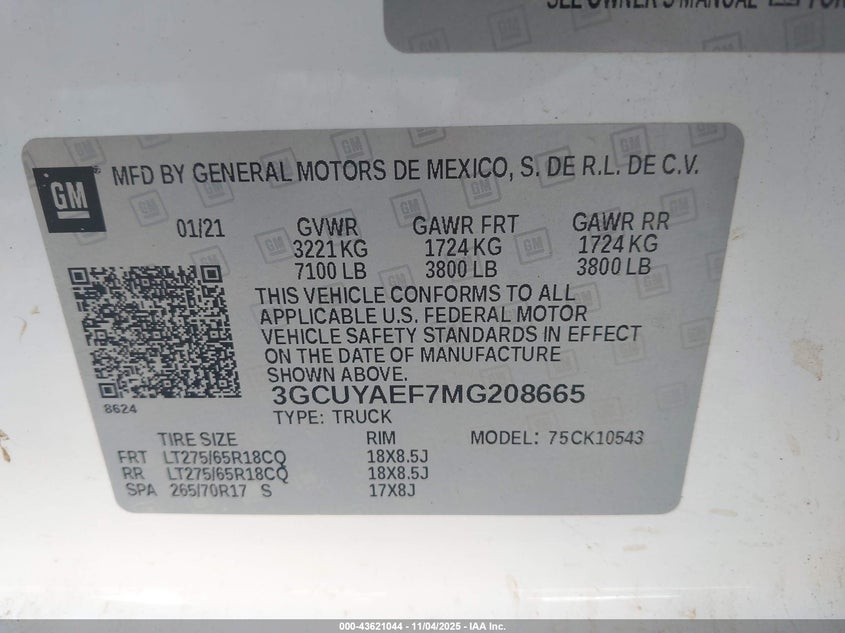 SEE OWNER'S MANUAL
GM
MFD BY GENERAL MOTORS DE MEXICO, S. DE R.L. DE C.V.
01/21 GVWR GAWR FRT GAWR RR
3221 KG 1724 KG 1724 KG
7100 LB 3800 LB 3800 LB
THIS VEHICLE CONFORMS TO ALL
APPLICABLE U.S. FEDERAL MOTOR
VEHICLE SAFETY STANDARDS IN EFFECT
ON THE DATE OF MANUFACTURE
SHOWN ABOVE.
3GCUYAEF7MG208665
8624
TYPE: TRUCK
TIRE SIZE RIM MODEL: 75CK10543
FRT LT275/65R18CQ 18X8.5J
RR LT275/65R18CQ 18X8.5J
SPA 265/70R17 S 17X8J
000-43621044 - 11/04/2025 - IAA Inc.